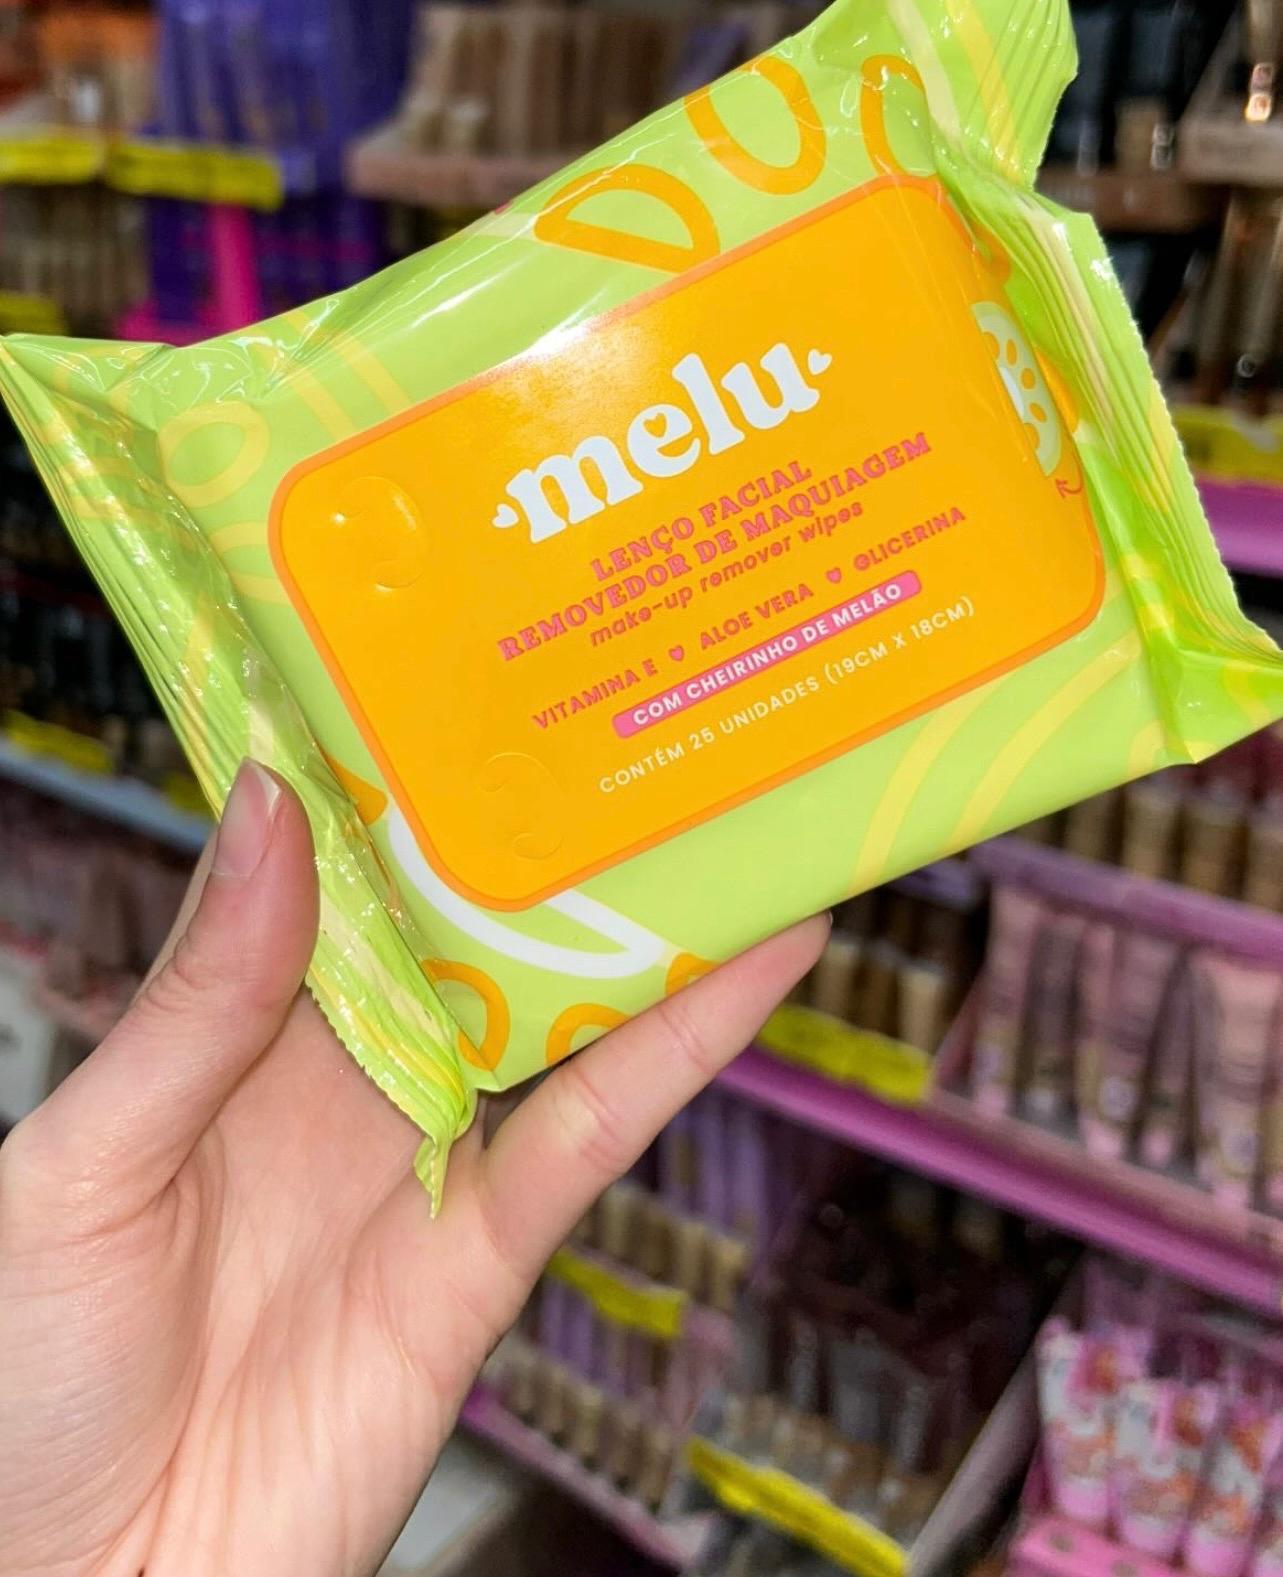 melu
LENÇO FACIAL
REMOVEDOR DE MAQUIAGEM
make-up remover wipes
VITAMINA E ♥ ALOE VERA ♥ GLICERINA
COM CHEIRINHO DE MELÃO
CONTÉM 25 UNIDADES (19CM X 18CM)